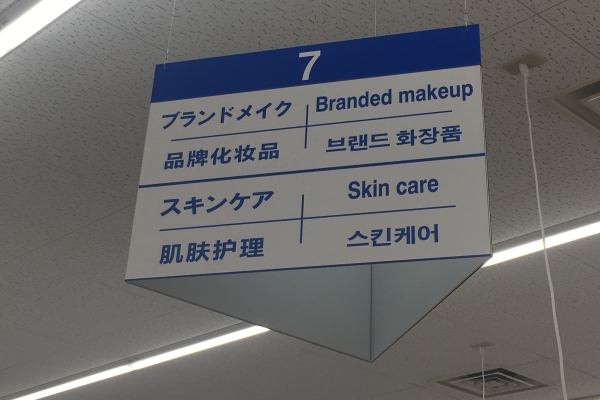 7
ブランドメイク
Branded makeup
品牌化妆品
브랜드 화장품
スキンケア
Skin care
肌肤护理
스킨케어